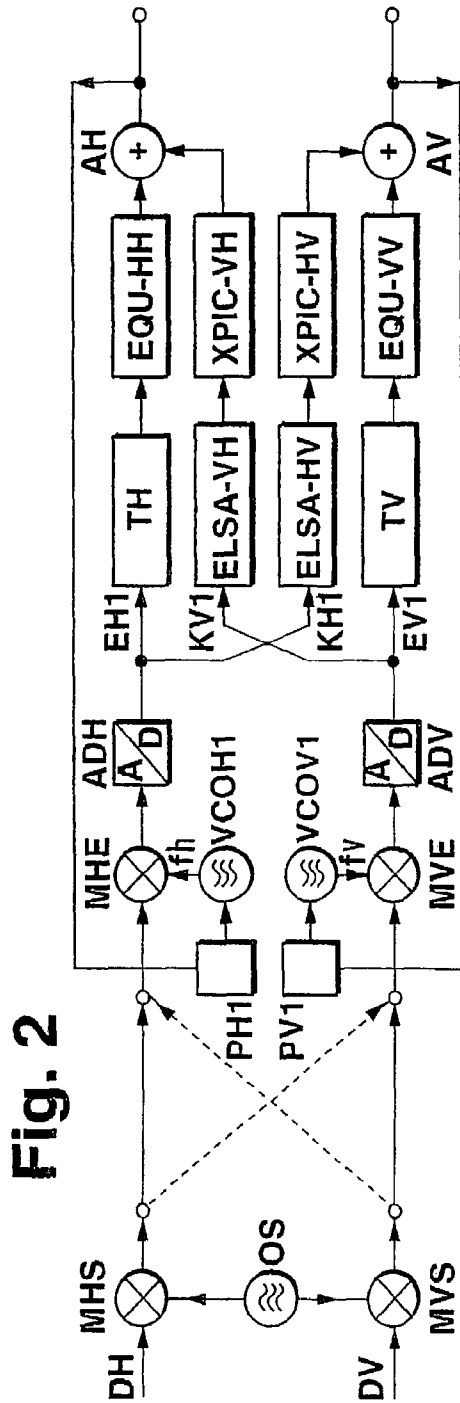 Fig. 2
DH
MHS
OS
DV
MVS
MHE
fh
VCOH1
PH1
PV1
VCOV1
fv
MVE
ADH
A
D
A
D
ADV
EH1
KV1
KH1
EV1
TH
ELSA-VH
ELSA-HV
TV
EQU-HH
XPIC-VH
XPIC-HV
EQU-VV
AH
+
+
AV